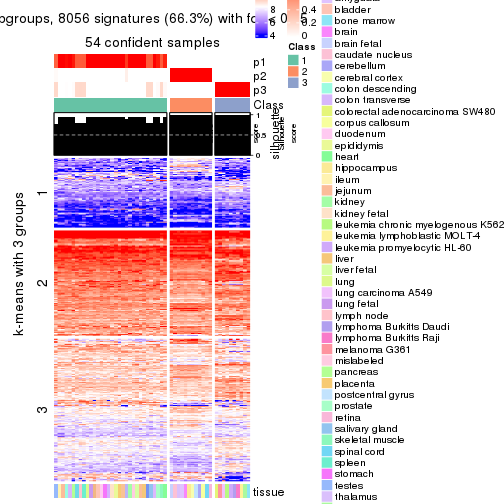 ogroups, 8056 signatures (66.3%) with
54 confident samples
p1
p2
p3
Class
1
0.5
0
silhouette
score
k-means with 3 groups
1
2
3
tissue
8
6
4
0.4
0.2
0
Class
1
2
3
bladder
bone marrow
brain
brain fetal
caudate nucleus
cerebellum
cerebral cortex
colon descending
colon transverse
colorectal adenocarcinoma SW480
corpus callosum
duodenum
epididymis
heart
hippocampus
ileum
jejunum
kidney
kidney fetal
leukemia chronic myelogenous K562
leukemia lymphoblastic MOLT-4
leukemia promyelocytic HL-60
liver
liver fetal
lung
lung carcinoma A549
lung fetal
lymph node
lymphoma Burkitts Daudi
lymphoma Burkitts Raji
melanoma G361
mislabeled
pancreas
placenta
postcentral gyrus
prostate
retina
salivary gland
skeletal muscle
spinal cord
spleen
stomach
testes
thalamus